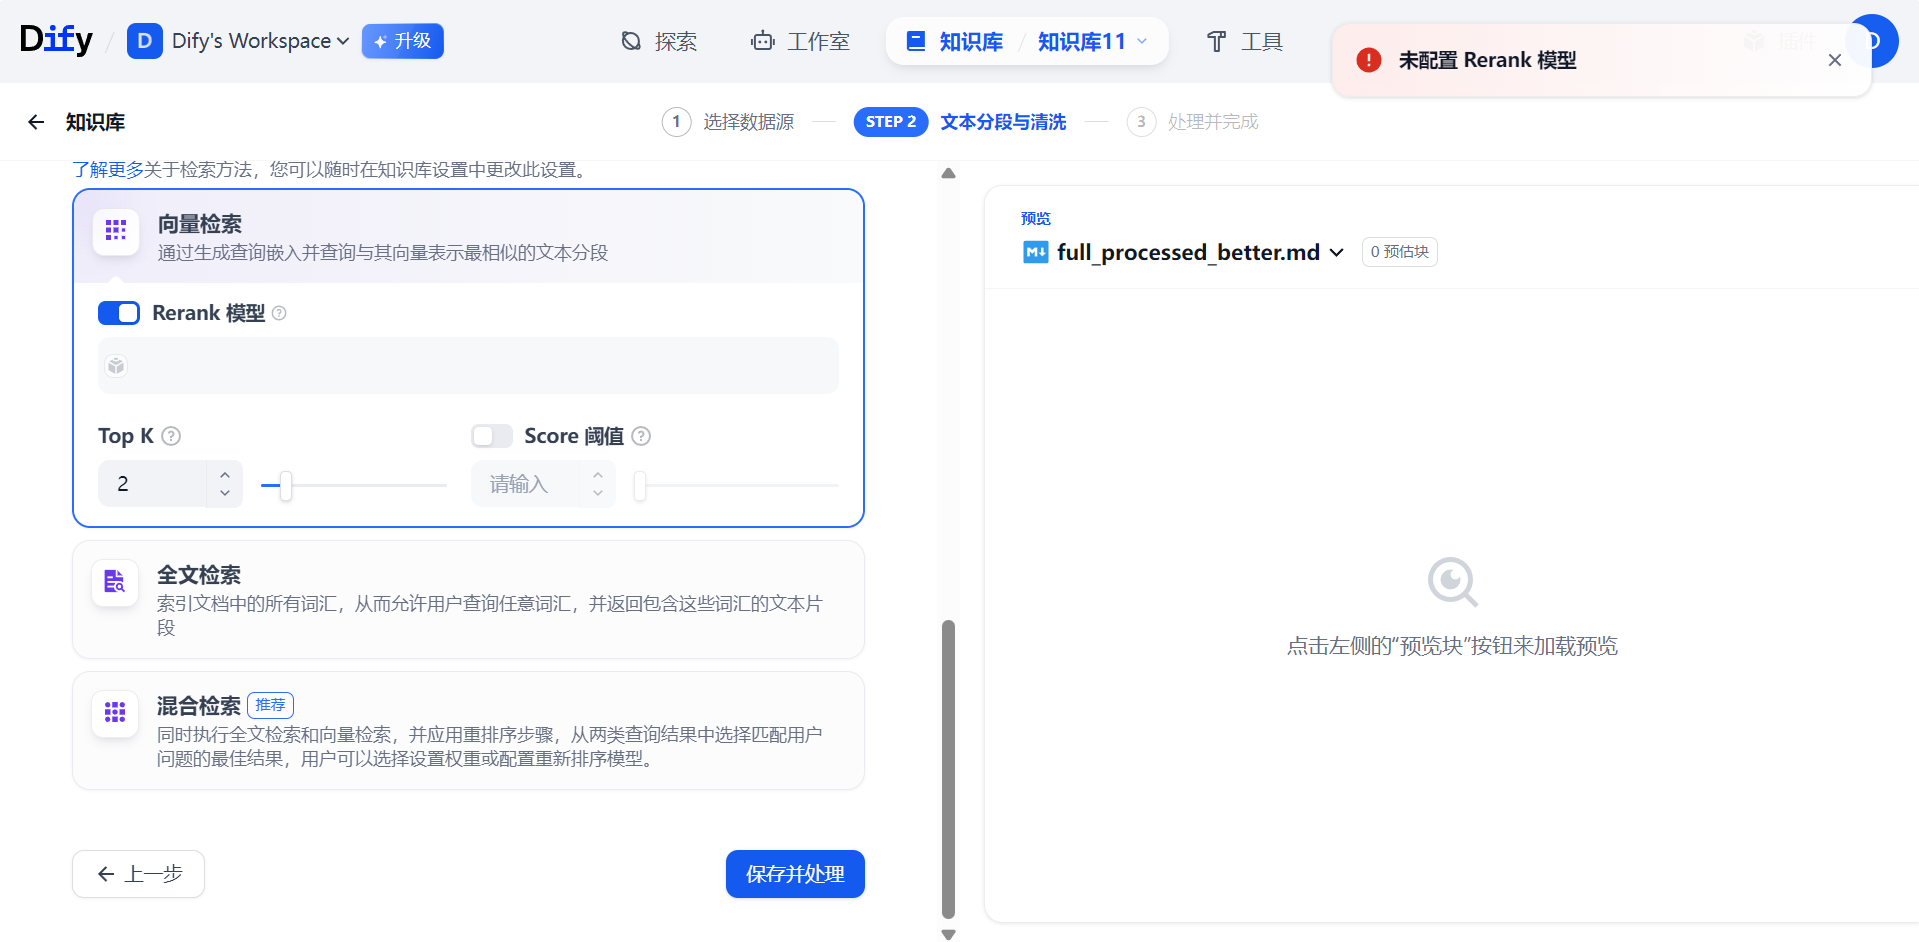 Dify / D Dify's Workspace 升级 探索 工作室 知识库 / 知识库11 工具 插件 D
未配置 Rerank 模型
知识库 1 选择数据源 STEP 2 文本分段与清洗 3 处理并完成
了解更多关于检索方法，您可以随时在知识库设置中更改此设置。
向量检索
通过生成查询嵌入并查询与其向量表示最相似的文本分段
Rerank 模型
Top K Score 阈值
2 请输入
全文检索
索引文档中的所有词汇，从而允许用户查询任意词汇，并返回包含这些词汇的文本片
段
混合检索 推荐
同时执行全文检索和向量检索，并应用重排序步骤，从两类查询结果中选择匹配用户
问题的最佳结果，用户可以选择设置权重或配置重新排序模型。
上一步 保存并处理
预览
full_processed_better.md 0 预估块
点击左侧的“预览块”按钮来加载预览